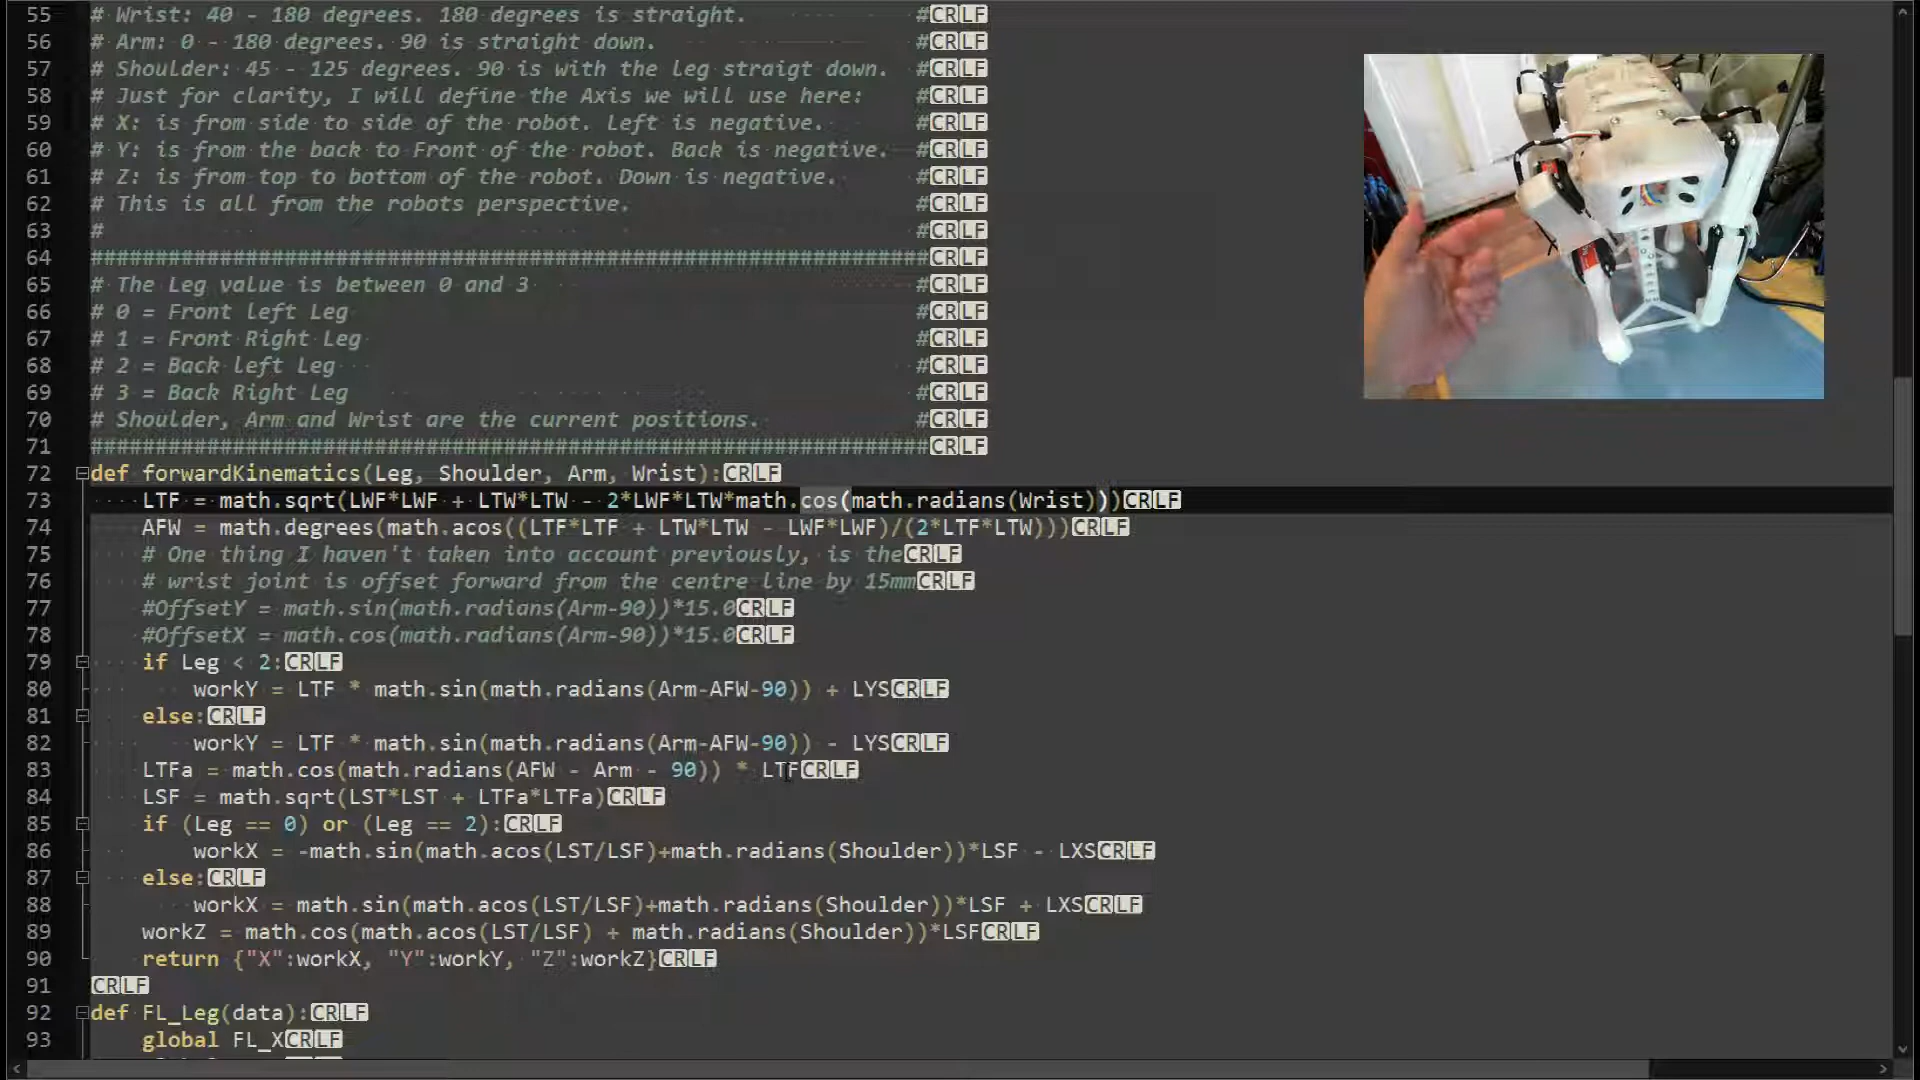 55 # Wrist: 40 - 180 degrees. 180 degrees is straight. #CRLF
56 # Arm: 0 - 180 degrees. 90 is straight down. #CRLF
57 # Shoulder: 45 - 125 degrees. 90 is with the leg straigt down. #CRLF
58 # Just for clarity, I will define the Axis we will use here: #CRLF
59 # X: is from side to side of the robot. Left is negative. #CRLF
60 # Y: is from the back to Front of the robot. Back is negative. #CRLF
61 # Z: is from top to bottom of the robot. Down is negative. #CRLF
62 # This is all from the robots perspective. #CRLF
63 # #CRLF
64 #################################################################CRLF
65 # The Leg value is between 0 and 3 #CRLF
66 # 0 = Front left Leg #CRLF
67 # 1 = Front Right Leg #CRLF
68 # 2 = Back left Leg #CRLF
69 # 3 = Back Right Leg #CRLF
70 # Shoulder, Arm and Wrist are the current positions. #CRLF
71 #################################################################CRLF
72 def forwardKinematics(Leg, Shoulder, Arm, Wrist):CRLF
73 LTF = math.sqrt(LWF*LWF + LTW*LTW - 2*LWF*LTW*math.cos(math.radians(Wrist)))CRLF
74 AFW = math.degrees(math.acos((LTF*LTF + LTW*LTW - LWF*LWF)/(2*LTF*LTW)))CRLF
75 # One thing I haven't taken into account previously, is theCRLF
76 # wrist joint is offset forward from the centre line by 15mmCRLF
77 #OffsetY = math.sin(math.radians(Arm-90))*15.0CRLF
78 #OffsetX = math.cos(math.radians(Arm-90))*15.0CRLF
79 if Leg < 2:CRLF
80 workY = LTF * math.sin(math.radians(Arm-AFW-90)) + LYSCRLF
81 else:CRLF
82 workY = LTF * math.sin(math.radians(Arm-AFW-90)) - LYSCRLF
83 LTFa = math.cos(math.radians(AFW - Arm - 90)) * LTFCRLF
84 LSF = math.sqrt(LST*LST + LTFa*LTFa)CRLF
85 if (Leg == 0) or (Leg == 2):CRLF
86 workX = -math.sin(math.acos(LST/LSF)+math.radians(Shoulder))*LSF - LXSCRLF
87 else:CRLF
88 workX = math.sin(math.acos(LST/LSF)+math.radians(Shoulder))*LSF + LXSCRLF
89 workZ = math.cos(math.acos(LST/LSF) + math.radians(Shoulder))*LSFCRLF
90 return {"X":workX, "Y":workY, "Z":workZ}CRLF
91 CRLF
92 def FL_Leg(data):CRLF
93 global FL_XCRLF